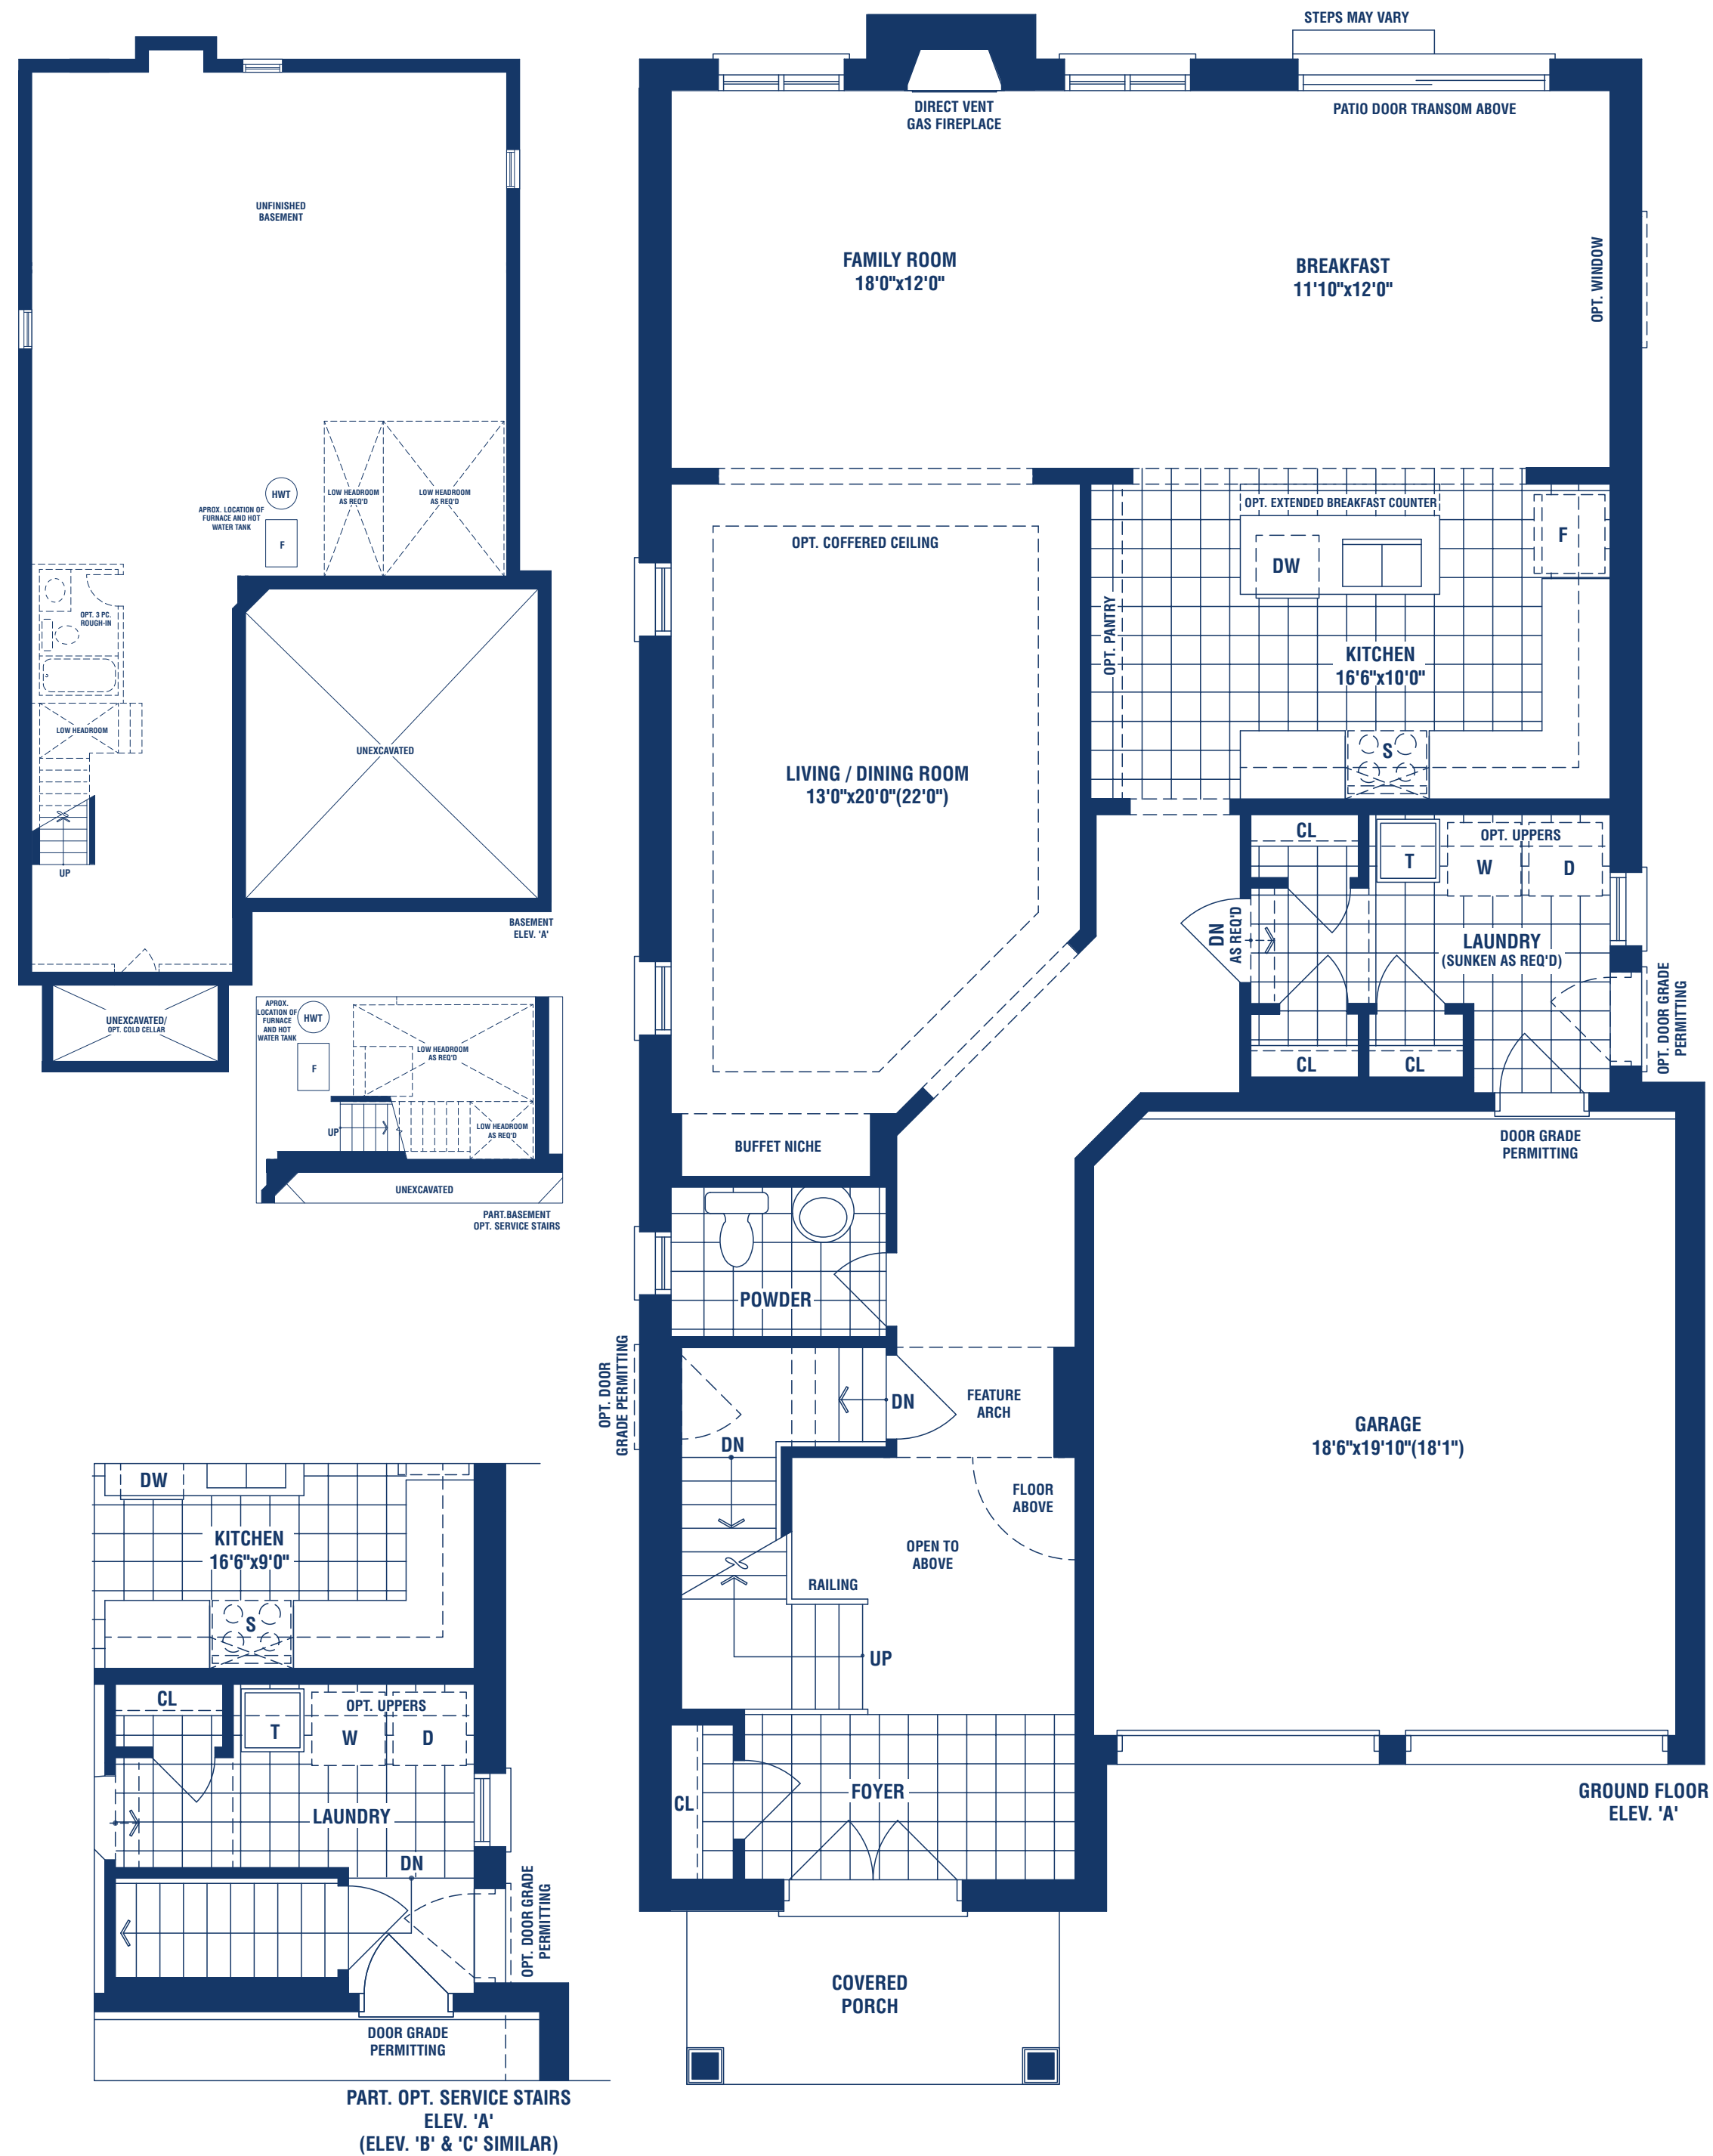 UNFINISHED
BASEMENT
HWT
APROX. LOCATION OF
FURNACE AND HOT
WATER TANK
F
LOW HEADROOM
AS REQ'D
LOW HEADROOM
AS REQ'D
OPT. 3 PC.
ROUGH-IN
LOW HEADROOM
UP
UNEXCAVATED
BASEMENT
ELEV. 'A'
UNEXCAVATED/
OPT. COLD CELLAR
APROX.
LOCATION OF
FURNACE
AND HOT
WATER TANK
HWT
F
LOW HEADROOM
AS REQ'D
UP
LOW HEADROOM
AS REQ'D
UNEXCAVATED
PART.BASEMENT
OPT. SERVICE STAIRS
STEPS MAY VARY
DIRECT VENT
GAS FIREPLACE
PATIO DOOR TRANSOM ABOVE
FAMILY ROOM
18'0"x12'0"
BREAKFAST
11'10"x12'0"
OPT. WINDOW
OPT. COFFERED CEILING
OPT. EXTENDED BREAKFAST COUNTER
DW
F
OPT. PANTRY
KITCHEN
16'6"x10'0"
S
LIVING / DINING ROOM
13'0"x20'0"(22'0")
CL
T
OPT. UPPERS
W
D
DN
AS REQ'D
LAUNDRY
(SUNKEN AS REQ'D)
CL
CL
OPT. DOOR GRADE
PERMITTING
DOOR GRADE
PERMITTING
BUFFET NICHE
POWDER
OPT. DOOR
GRADE PERMITTING
DN
DN
FEATURE
ARCH
FLOOR
ABOVE
OPEN TO
ABOVE
RAILING
UP
GARAGE
18'6"x19'10"(18'1")
CL
FOYER
GROUND FLOOR
ELEV. 'A'
COVERED
PORCH
DW
KITCHEN
16'6"x9'0"
S
CL
T
OPT. UPPERS
W
D
LAUNDRY
DN
OPT. DOOR GRADE
PERMITTING
DOOR GRADE
PERMITTING
PART. OPT. SERVICE STAIRS
ELEV. 'A'
(ELEV. 'B' & 'C' SIMILAR)